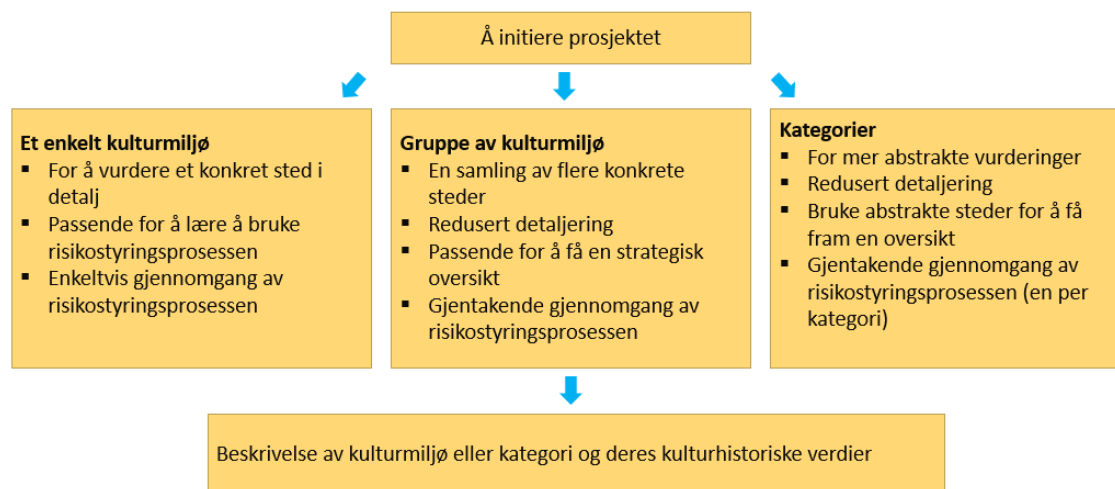 Å initiere prosjektet
Et enkelt kulturmiljø
▪ For å vurdere et konkret sted i
detalj
▪ Passende for å lære å bruke
risikostyringsprosessen
▪ Enkeltvis gjennomgang av
risikostyringsprosessen
Gruppe av kulturmiljø
▪ En samling av flere konkrete
steder
▪ Redusert detaljering
▪ Passende for å få en strategisk
oversikt
▪ Gjentakende gjennomgang av
risikostyringsprosessen
Kategorier
▪ For mer abstrakte vurderinger
▪ Redusert detaljering
▪ Bruke abstrakte steder for å få
fram en oversikt
▪ Gjentakende gjennomgang av
risikostyringsprosessen (en per
kategori)
Beskrivelse av kulturmiljø eller kategori og deres kulturhistoriske verdier